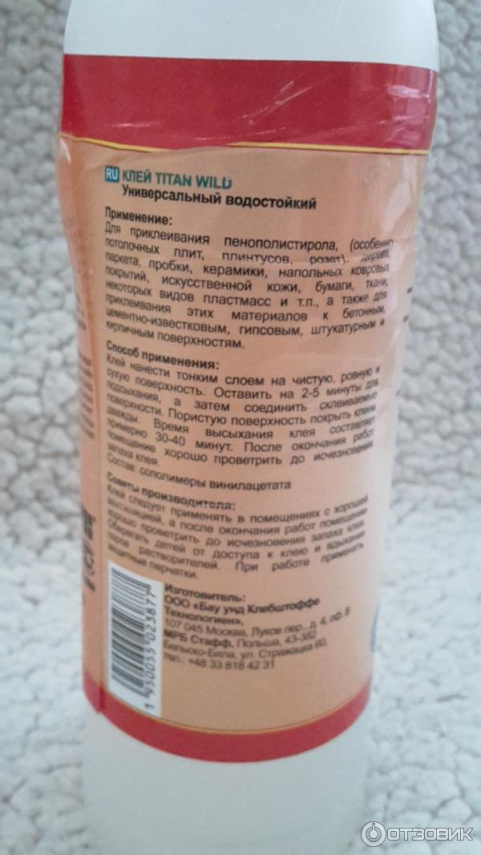 RU КЛЕЙ TITAN WILD
Универсальный водостойкий
Применение:
Для приклеивания пенополистирола, (особенно
потолочных плит, плинтусов, розет), дерева,
паркета, пробки, керамики, напольных ковровых
покрытий, искусственной кожи, бумаги, ткани,
некоторых видов пластмасс и т.п., а также для
приклеивания этих материалов к бетонным,
цементно-известковым, гипсовым, штукатурным и
кирпичным поверхностям.
Способ применения:
Клей нанести тонким слоем на чистую, ровную и
сухую поверхность. Оставить на 2-5 минуты для
подсыхания, а затем соединить склеиваемые
поверхности. Пористую поверхность покрыть клеем
дважды. Время высыхания клея составляет
примерно 30-40 минут. После окончания работ
помещение хорошо проветрить до исчезновения
запаха клея.
Состав: сополимеры винилацетата
Советы производителя:
Клей следует применять в помещениях с хорошей
вентиляцией, а после окончания работ помещение
хорошо проветрить до исчезновения запаха клея.
Оберегать детей от доступа к клею и вдыхания
паров растворителей. При работе применять
защитные перчатки.
Изготовитель:
ООО «Бау унд Клебштоффе
Технологиен»,
107 045 Москва, Луков пер., д. 4, оф. 8
МРБ Стафф, Польша, 43-382
Бельско-Бяла, ул. Стражацка 60,
тел.: +48 33 818 42 31
1 950035 023877
ОТЗОВИК